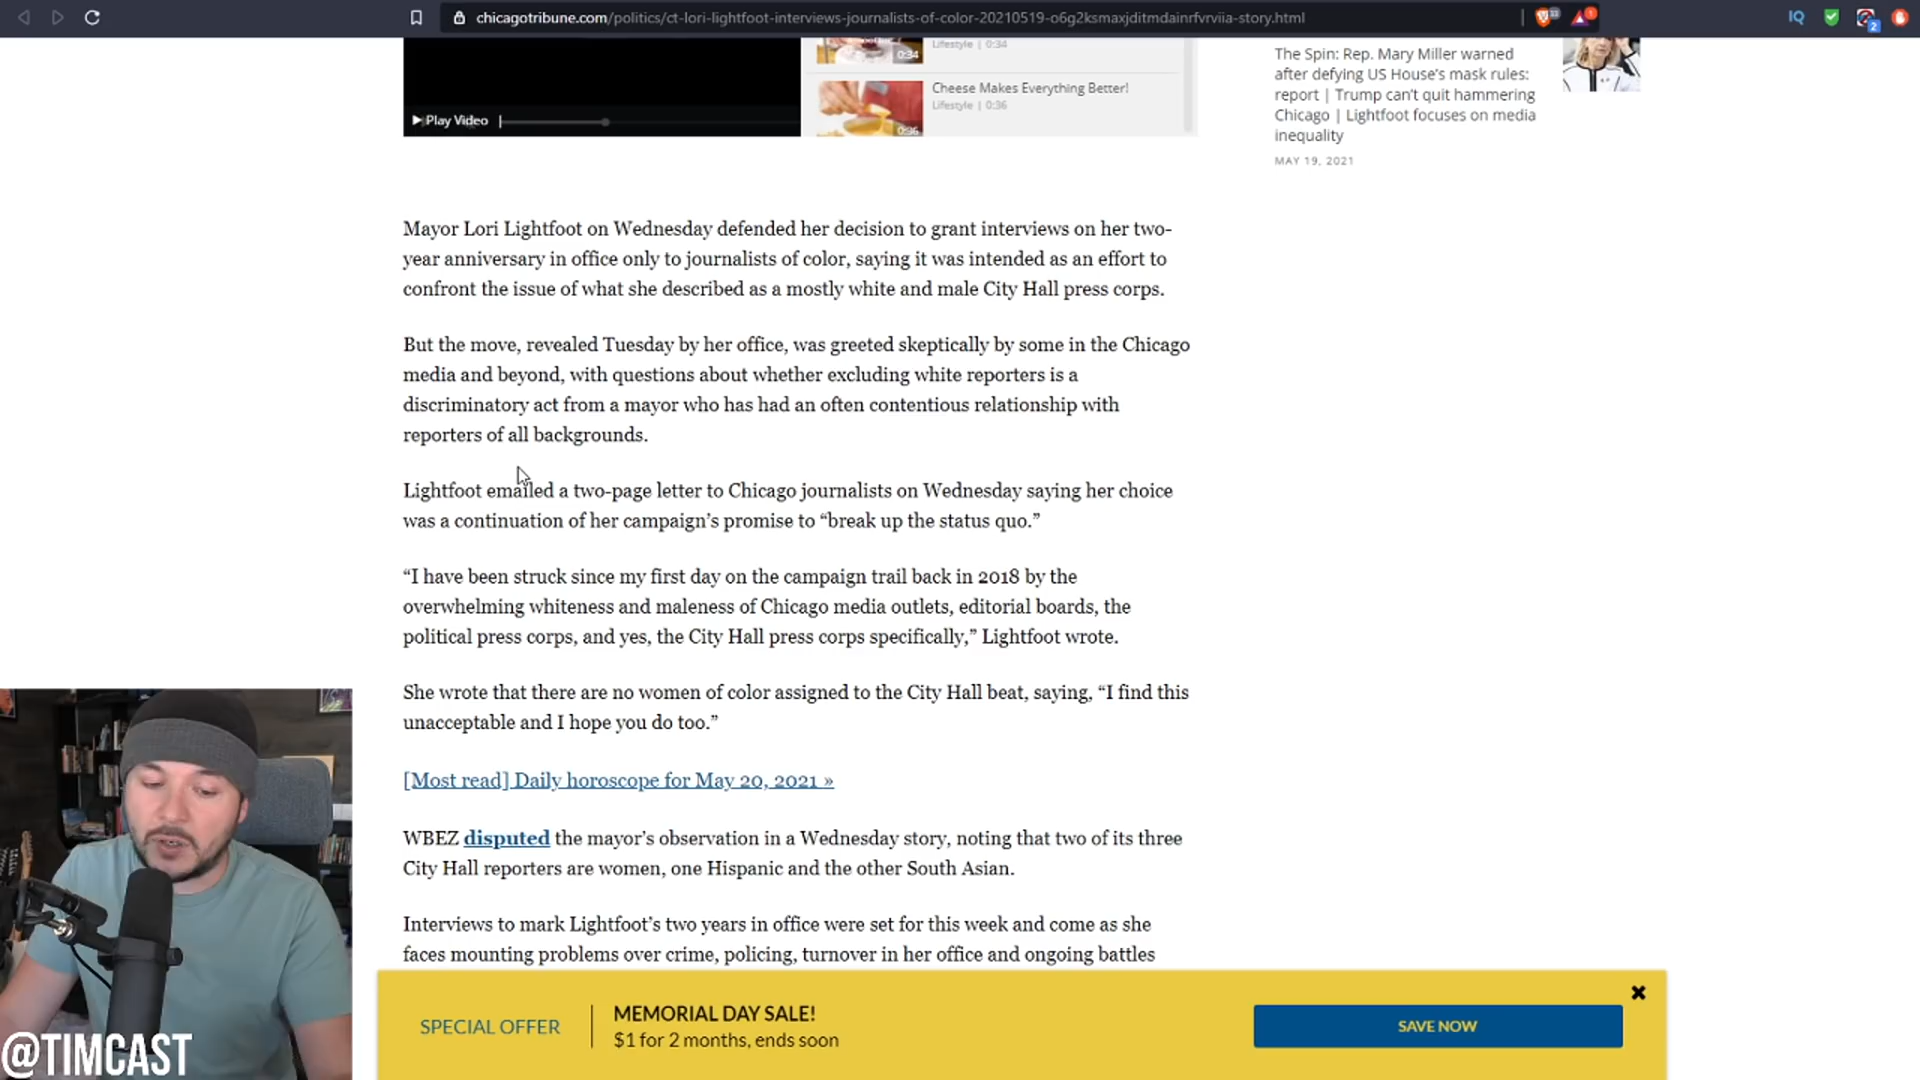 chicagotribune.com/politics/ct-lori-lightfoot-interviews-journalists-of-color-20210519-o6g2ksmaxjditmdainrfvrviia-story.html
IQ
2
Lifestyle | 0:34
0:34
Cheese Makes Everything Better!
Lifestyle | 0:36
0:36
▶ Play Video
The Spin: Rep. Mary Miller warned
after defying US House's mask rules:
report | Trump can't quit hammering
Chicago | Lightfoot focuses on media
inequality
MAY 19, 2021
Mayor Lori Lightfoot on Wednesday defended her decision to grant interviews on her two-
year anniversary in office only to journalists of color, saying it was intended as an effort to
confront the issue of what she described as a mostly white and male City Hall press corps.
But the move, revealed Tuesday by her office, was greeted skeptically by some in the Chicago
media and beyond, with questions about whether excluding white reporters is a
discriminatory act from a mayor who has had an often contentious relationship with
reporters of all backgrounds.
Lightfoot emailed a two-page letter to Chicago journalists on Wednesday saying her choice
was a continuation of her campaign's promise to “break up the status quo.”
“I have been struck since my first day on the campaign trail back in 2018 by the
overwhelming whiteness and maleness of Chicago media outlets, editorial boards, the
political press corps, and yes, the City Hall press corps specifically,” Lightfoot wrote.
She wrote that there are no women of color assigned to the City Hall beat, saying, “I find this
unacceptable and I hope you do too.”
[Most read] Daily horoscope for May 20, 2021 »
WBEZ disputed the mayor's observation in a Wednesday story, noting that two of its three
City Hall reporters are women, one Hispanic and the other South Asian.
Interviews to mark Lightfoot's two years in office were set for this week and come as she
faces mounting problems over crime, policing, turnover in her office and ongoing battles
SPECIAL OFFER
MEMORIAL DAY SALE!
$1 for 2 months, ends soon
SAVE NOW
@TIMCAST